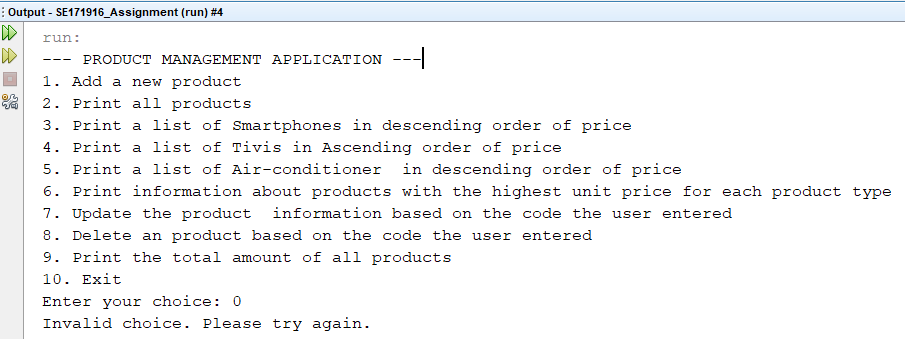 Output - SE171916_Assignment (run) #4
run:
--- PRODUCT MANAGEMENT APPLICATION ---
1. Add a new product
2. Print all products
3. Print a list of Smartphones in descending order of price
4. Print a list of Tivis in Ascending order of price
5. Print a list of Air-conditioner  in descending order of price
6. Print information about products with the highest unit price for each product type
7. Update the product  information based on the code the user entered
8. Delete an product based on the code the user entered
9. Print the total amount of all products
10. Exit
Enter your choice: 0
Invalid choice. Please try again.